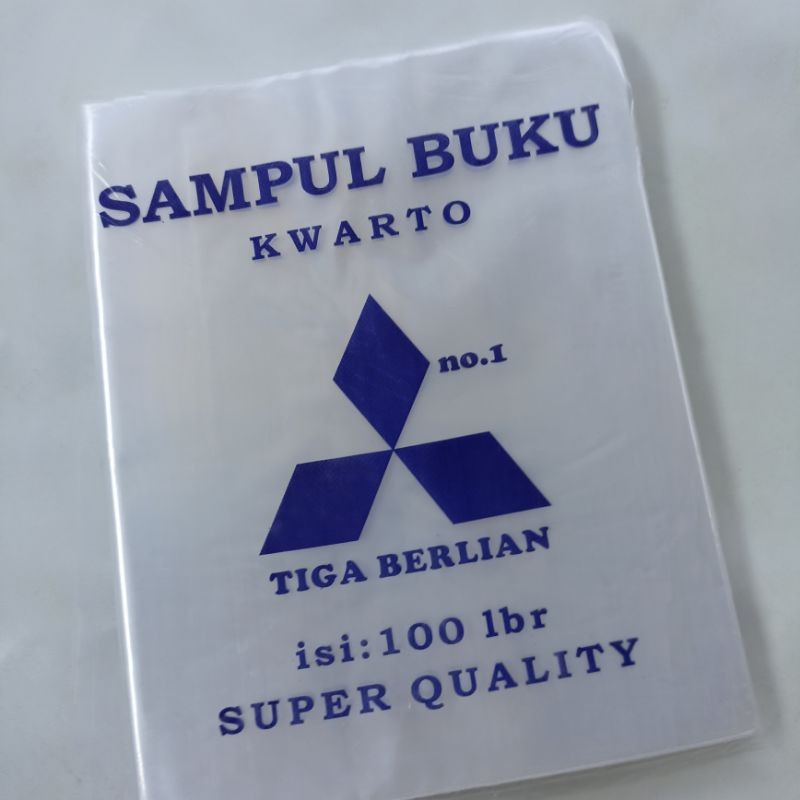 SAMPUL BUKU
KWARTO
no.1
TIGA BERLIAN
isi:100 lbr
SUPER QUALITY